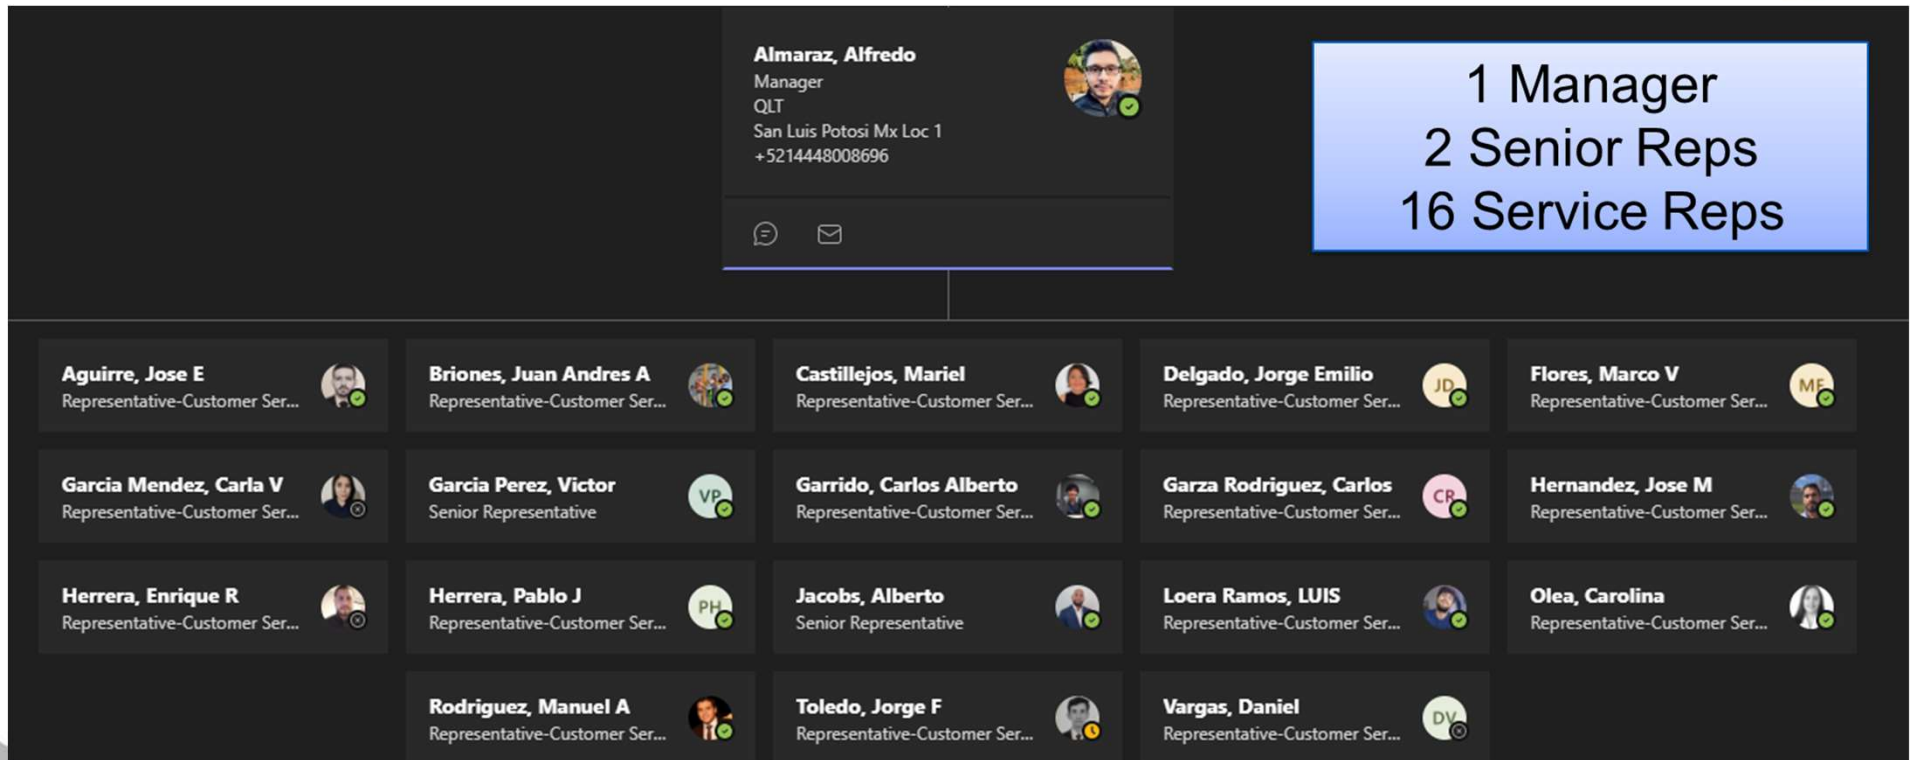 Almaraz, Alfredo
Manager
QLT
San Luis Potosi Mx Loc 1
+5214448008696
1 Manager
2 Senior Reps
16 Service Reps
Aguirre, Jose E
Representative-Customer Ser...
Briones, Juan Andres A
Representative-Customer Ser...
Castillejos, Mariel
Representative-Customer Ser...
Delgado, Jorge Emilio
Representative-Customer Ser...
JD
Flores, Marco V
Representative-Customer Ser...
MF
Garcia Mendez, Carla V
Representative-Customer Ser...
Garcia Perez, Victor
Senior Representative
VP
Garrido, Carlos Alberto
Representative-Customer Ser...
Garza Rodriguez, Carlos
Representative-Customer Ser...
CR
Hernandez, Jose M
Representative-Customer Ser...
Herrera, Enrique R
Representative-Customer Ser...
Herrera, Pablo J
Representative-Customer Ser...
PH
Jacobs, Alberto
Senior Representative
Loera Ramos, LUIS
Representative-Customer Ser...
Olea, Carolina
Representative-Customer Ser...
Rodriguez, Manuel A
Representative-Customer Ser...
Toledo, Jorge F
Representative-Customer Ser...
Vargas, Daniel
Representative-Customer Ser...
DV